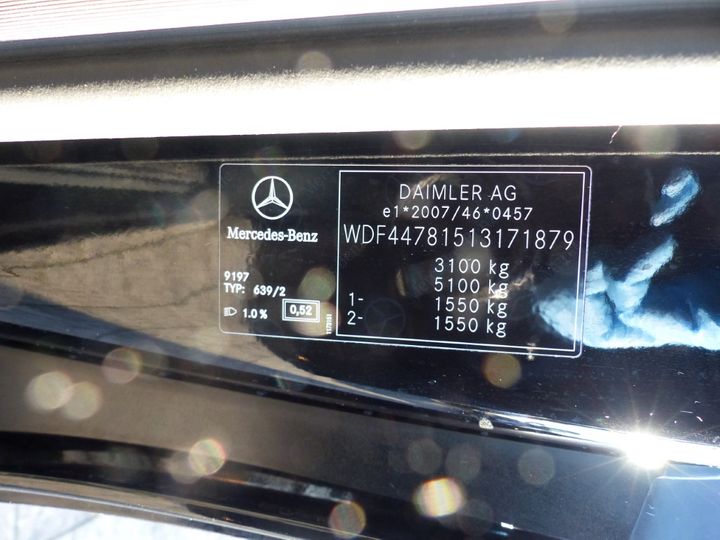 Mercedes-Benz
9197
TYP: 639/2
1.0 %
0,52
DAIMLER AG
e1*2007/46*0457
WDF44781513171879
3100 kg
5100 kg
1- 1550 kg
2- 1550 kg